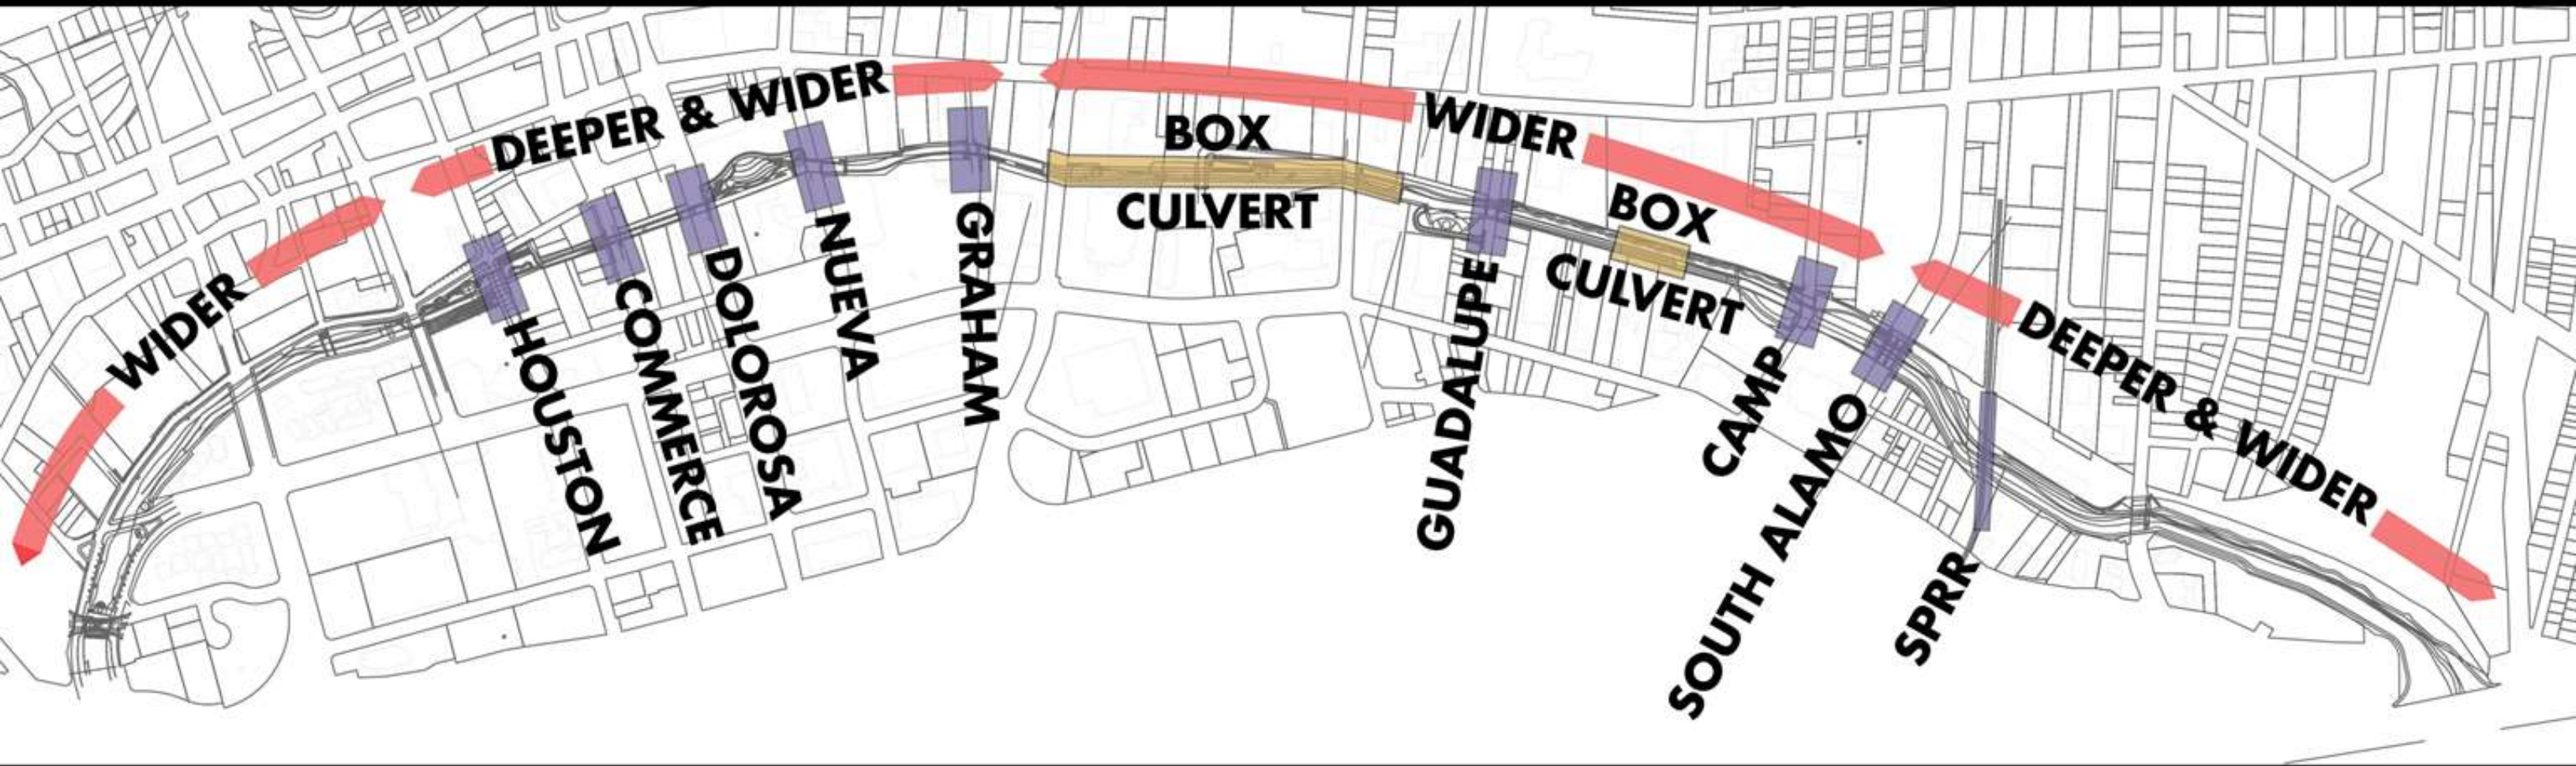 WIDER
DEEPER & WIDER
HOUSTON
COMMERCE
DOLOROSA
NUEVA
GRAHAM
BOX
CULVERT
WIDER
GUADALUPE
BOX
CULVERT
CAMP
SOUTH ALAMO
SPRR
DEEPER & WIDER